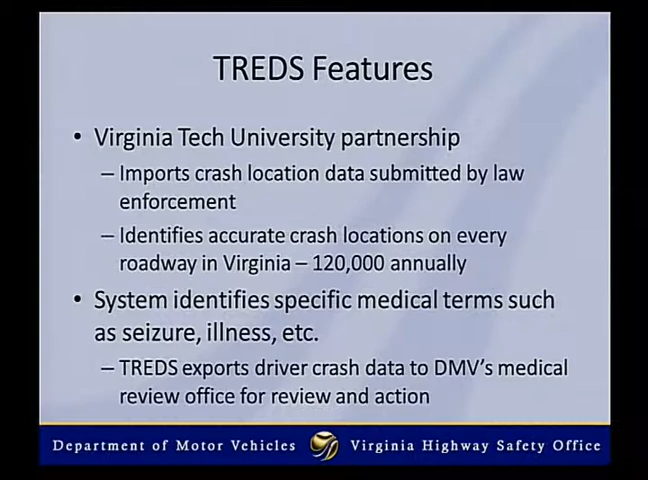 TREDS Features
• Virginia Tech University partnership
– Imports crash location data submitted by law
enforcement
– Identifies accurate crash locations on every
roadway in Virginia – 120,000 annually
• System identifies specific medical terms such
as seizure, illness, etc.
– TREDS exports driver crash data to DMV's medical
review office for review and action
Department of Motor Vehicles Virginia Highway Safety Office